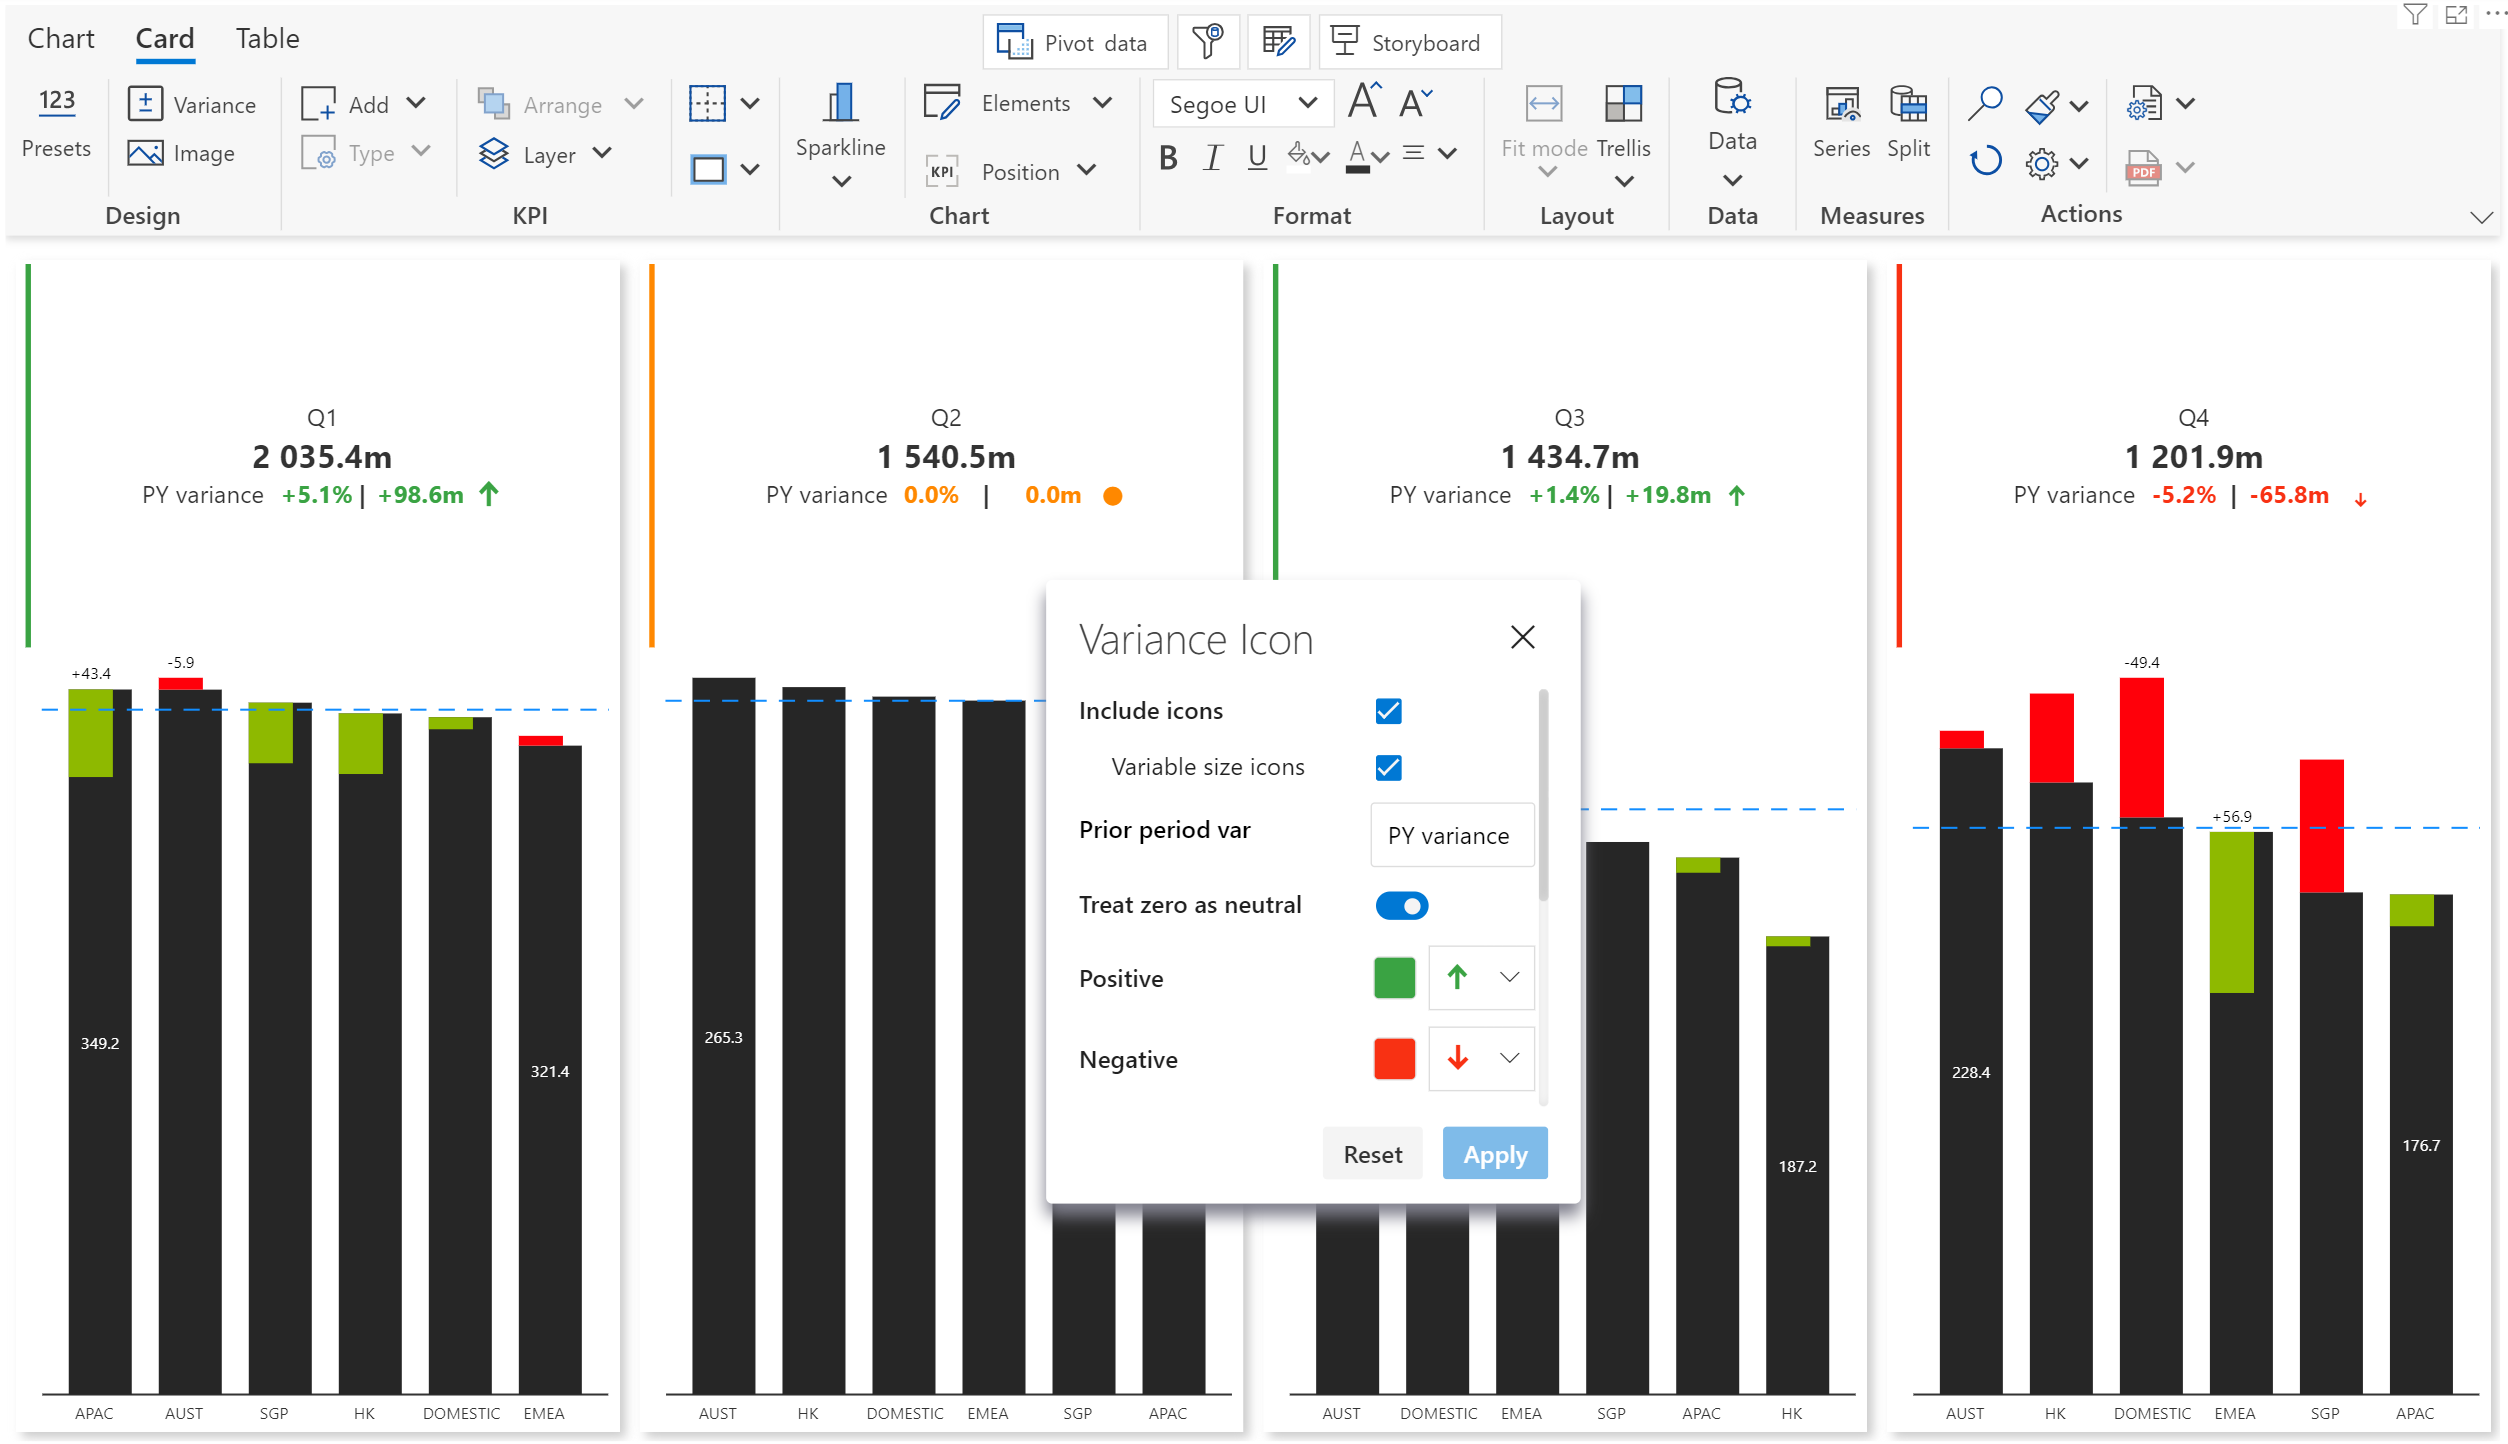 Chart Card Table
Pivot data
Storyboard
123
Presets
Variance
Image
Design
Add
Type
Arrange
Layer
KPI
Sparkline
Elements
KPI Position
Chart
Segoe UI A A
B I U A
Format
Fit mode Trellis
Layout
Data
Data
Series Split
Measures
PDF
Actions
Q1
2 035.4m
PY variance +5.1% | +98.6m
Q2
1 540.5m
PY variance 0.0% | 0.0m
Q3
1 434.7m
PY variance +1.4% | +19.8m
Q4
1 201.9m
PY variance -5.2% | -65.8m
+43.4
-5.9
349.2
321.4
APAC AUST SGP HK DOMESTIC EMEA
265.3
AUST HK DOMESTIC EMEA SGP APAC
Variance Icon
Include icons
Variable size icons
Prior period var PY variance
Treat zero as neutral
Positive
Negative
Reset Apply
187.2
AUST DOMESTIC EMEA SGP APAC HK
-49.4
+56.9
228.4
176.7
AUST HK DOMESTIC EMEA SGP APAC